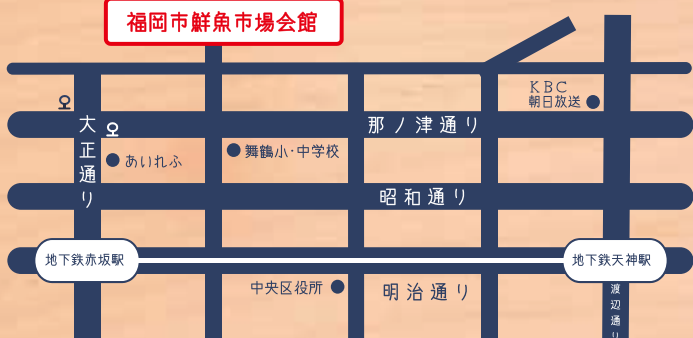 福岡市鮮魚市場会館
KBC
朝日放送
大正通り
那ノ津通り
あいれふ
舞鶴小・中学校
昭和通り
地下鉄赤坂駅
地下鉄天神駅
中央区役所
明治通り
渡辺通り